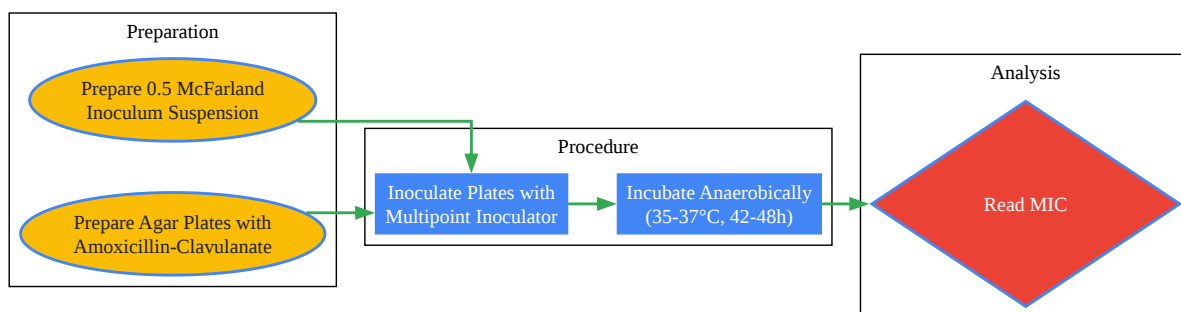 Preparation
Prepare 0.5 McFarland
Inoculum Suspension
Prepare Agar Plates with
Amoxicillin-Clavulanate
Procedure
Inoculate Plates with
Multipoint Inoculator
Incubate Anaerobically
(35-37°C, 42-48h)
Analysis
Read MIC